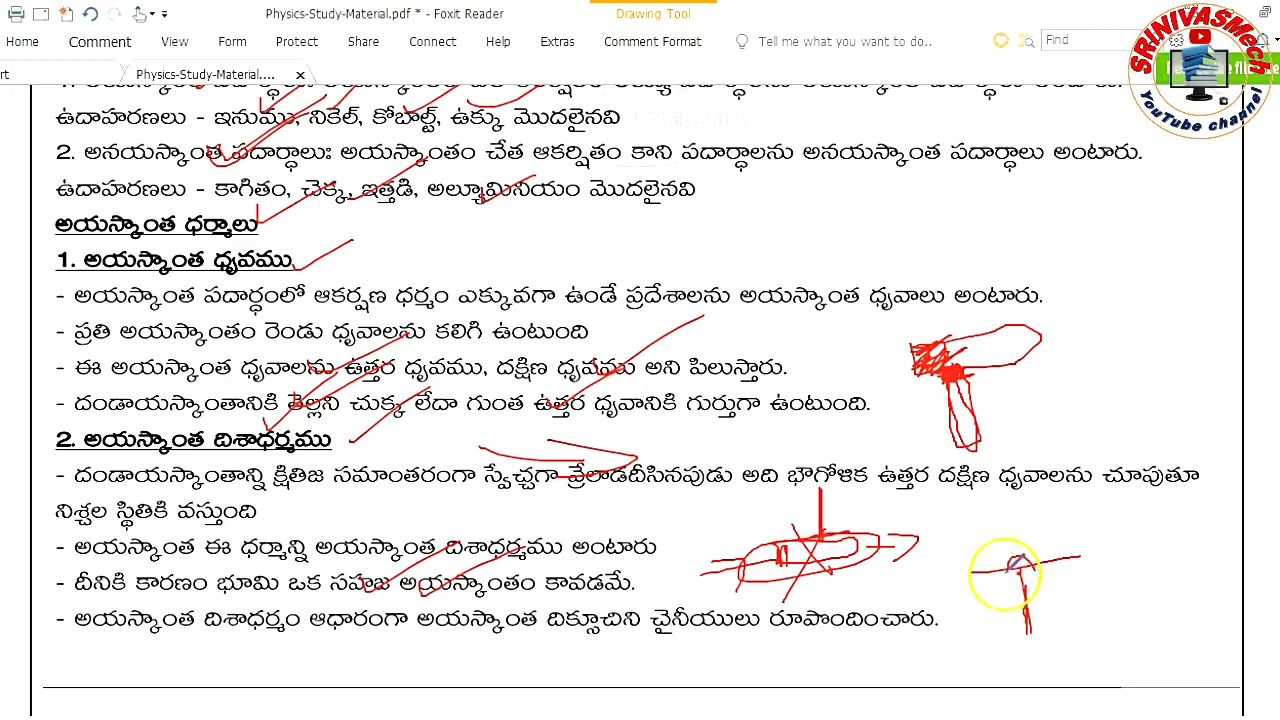 Physics-Study-Material.pdf * - Foxit Reader
Drawing Tool
Home Comment View Form Protect Share Connect Help Extras Comment Format Tell me what you want to do.. Find
rt Physics-Study-Material....
SRINIVASMech
YouTube channel
ఉదాహరణలు - ఇనుము, నికెల్, కోబాల్ట్, ఉక్కు మొదలైనవి
2. అనయస్కాంత పదార్ధాలు: అయస్కాంతం చేత ఆకర్షితం కాని పదార్ధాలను అనయస్కాంత పదార్ధాలు అంటారు.
ఉదాహరణలు - కాగితం, చెక్క, ఇత్తడి, అల్యూమినియం మొదలైనవి
అయస్కాంత ధర్మాలు
1. అయస్కాంత ధృవము
- అయస్కాంత పదార్ధంలో ఆకర్షణ ధర్మం ఎక్కువగా ఉండే ప్రదేశాలను అయస్కాంత ధృవాలు అంటారు.
- ప్రతి అయస్కాంతం రెండు ధృవాలను కలిగి ఉంటుంది
- ఈ అయస్కాంత ధృవాలను ఉత్తర ధృవము, దక్షిణ ధృవము అని పిలుస్తారు.
- దండాయస్కాంతానికి తెల్లని చుక్క లేదా గుంత ఉత్తర ధృవానికి గుర్తుగా ఉంటుంది.
2. అయస్కాంత దిశాధర్మము
- దండాయస్కాంతాన్ని క్షితిజ సమాంతరంగా స్వేచ్చగా వ్రేలాడదీసినపుడు అది భౌగోళిక ఉత్తర దక్షిణ ధృవాలను చూపుతూ
నిశ్చల స్థితికి వస్తుంది
- అయస్కాంత ఈ ధర్మాన్ని అయస్కాంత దిశాధర్మము అంటారు
- దీనికి కారణం భూమి ఒక సహజ అయస్కాంతం కావడమే.
- అయస్కాంత దిశాధర్మం ఆధారంగా అయస్కాంత దిక్సూచిని చైనీయులు రూపొందించారు.